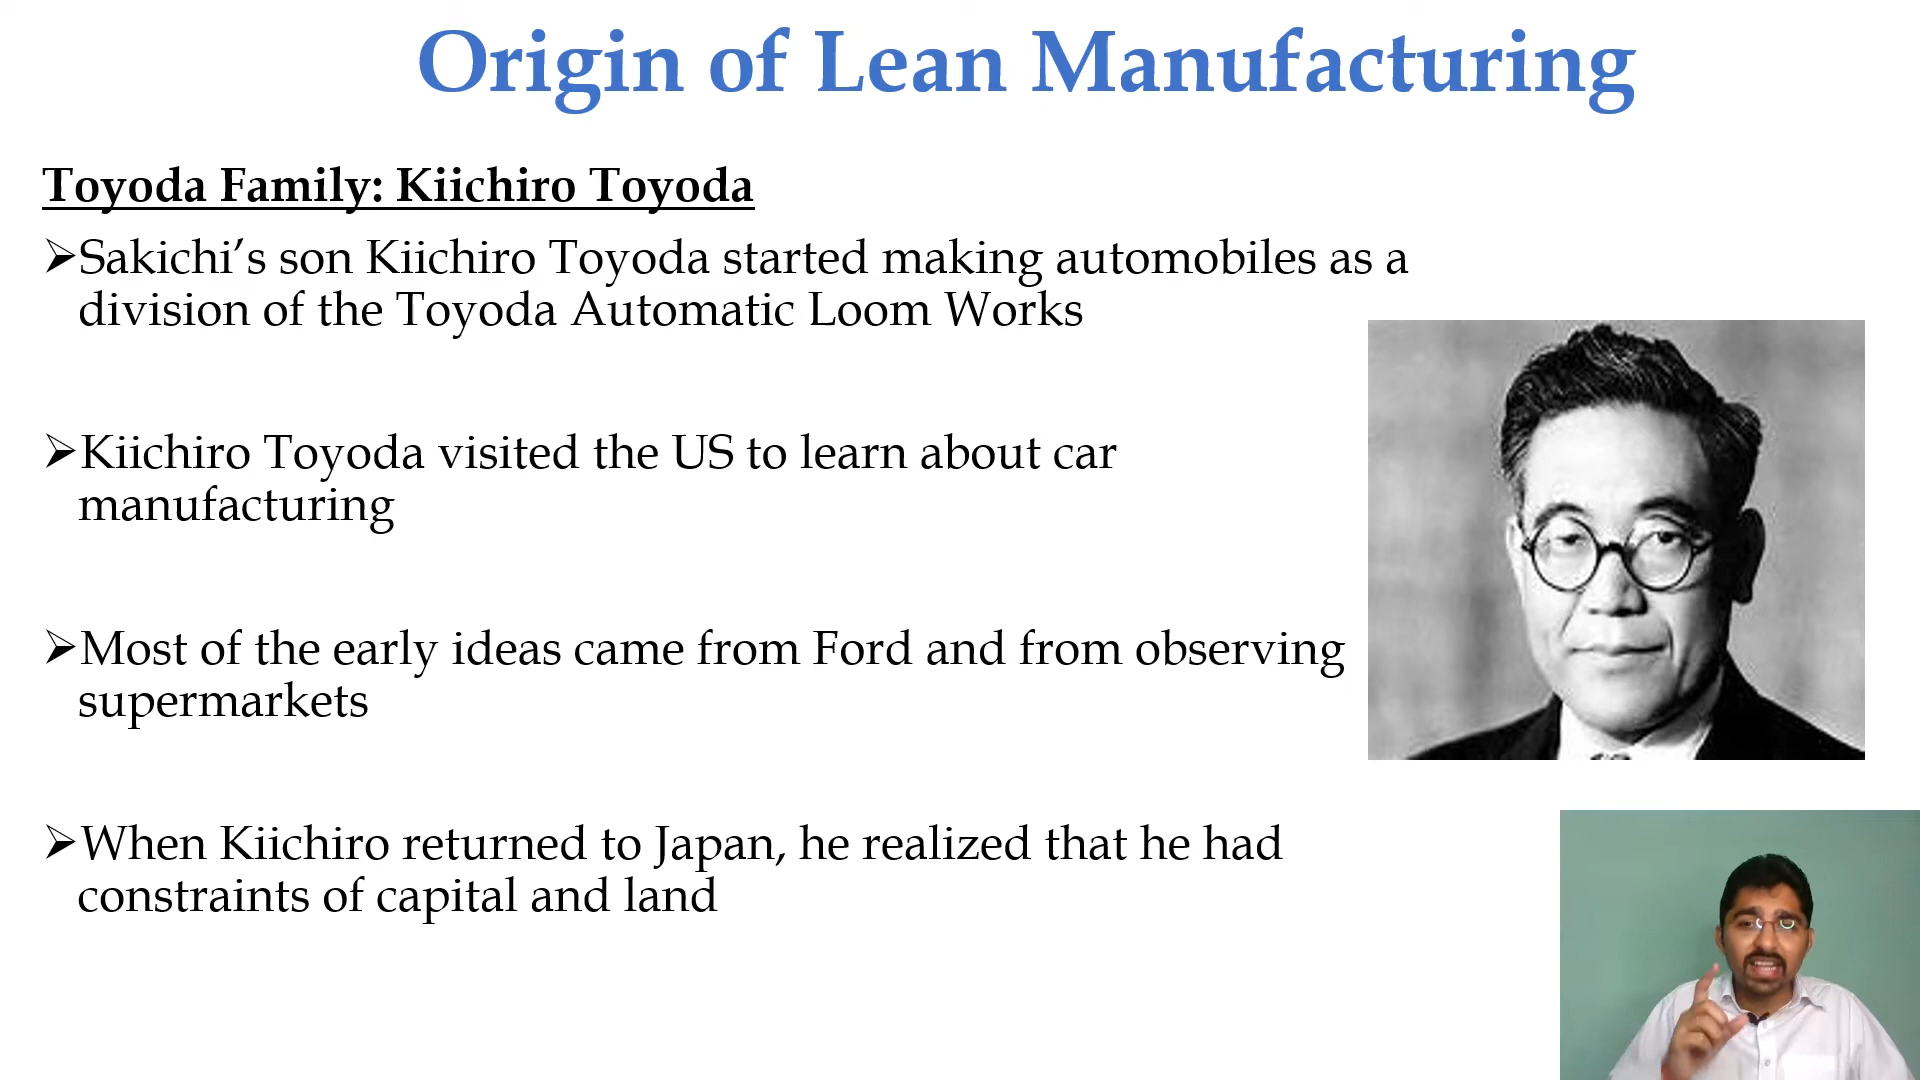 Origin of Lean Manufacturing
Toyoda Family: Kiichiro Toyoda
➢Sakichi’s son Kiichiro Toyoda started making automobiles as a
division of the Toyoda Automatic Loom Works
➢Kiichiro Toyoda visited the US to learn about car
manufacturing
➢Most of the early ideas came from Ford and from observing
supermarkets
➢When Kiichiro returned to Japan, he realized that he had
constraints of capital and land